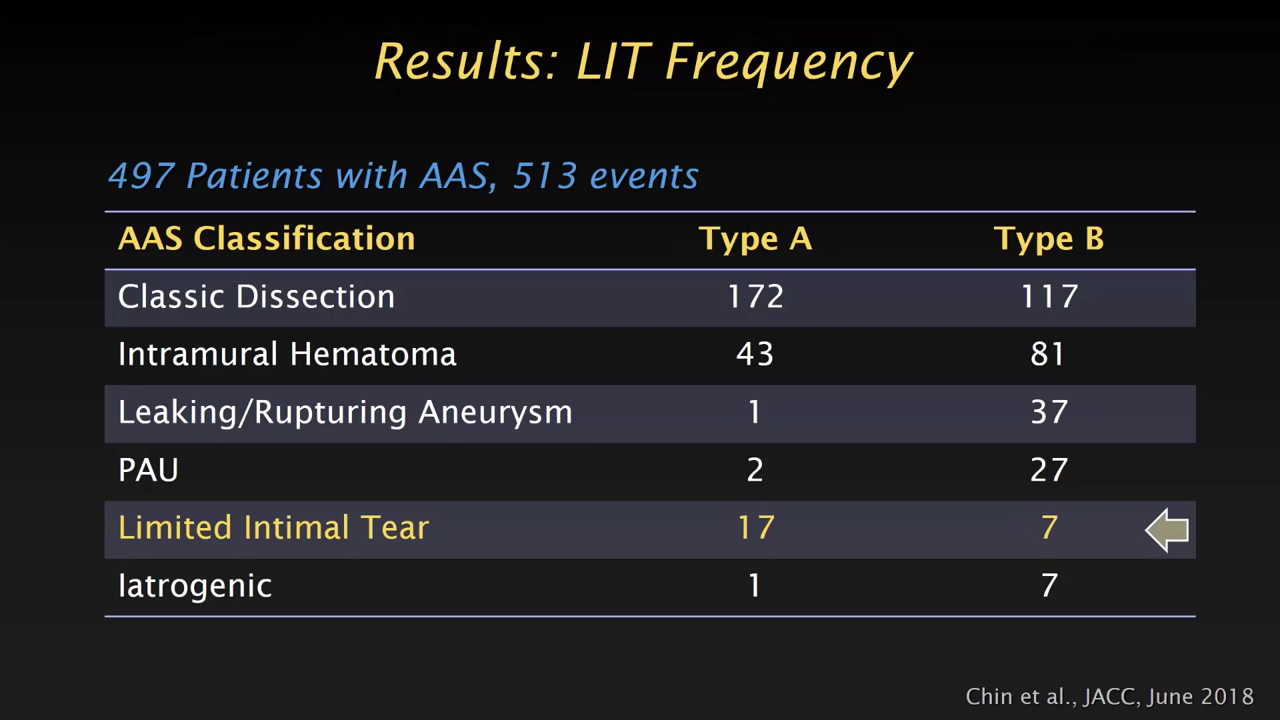 Results: LIT Frequency
497 Patients with AAS, 513 events
AAS Classification Type A Type B
Classic Dissection 172 117
Intramural Hematoma 43 81
Leaking/Rupturing Aneurysm 1 37
PAU 2 27
Limited Intimal Tear 17 7
Iatrogenic 1 7
Chin et al., JACC, June 2018